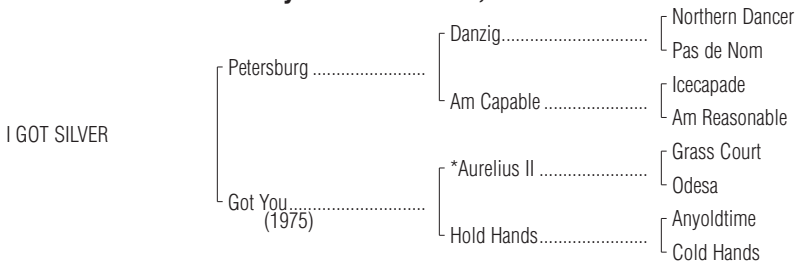 Northern Dancer
Danzig
Pas de Nom
Petersburg
Icecapade
Am Capable
Am Reasonable
I GOT SILVER
Grass Court
*Aurelius II
Odesa
Got You
(1975)
Anyoldtime
Hold Hands
Cold Hands